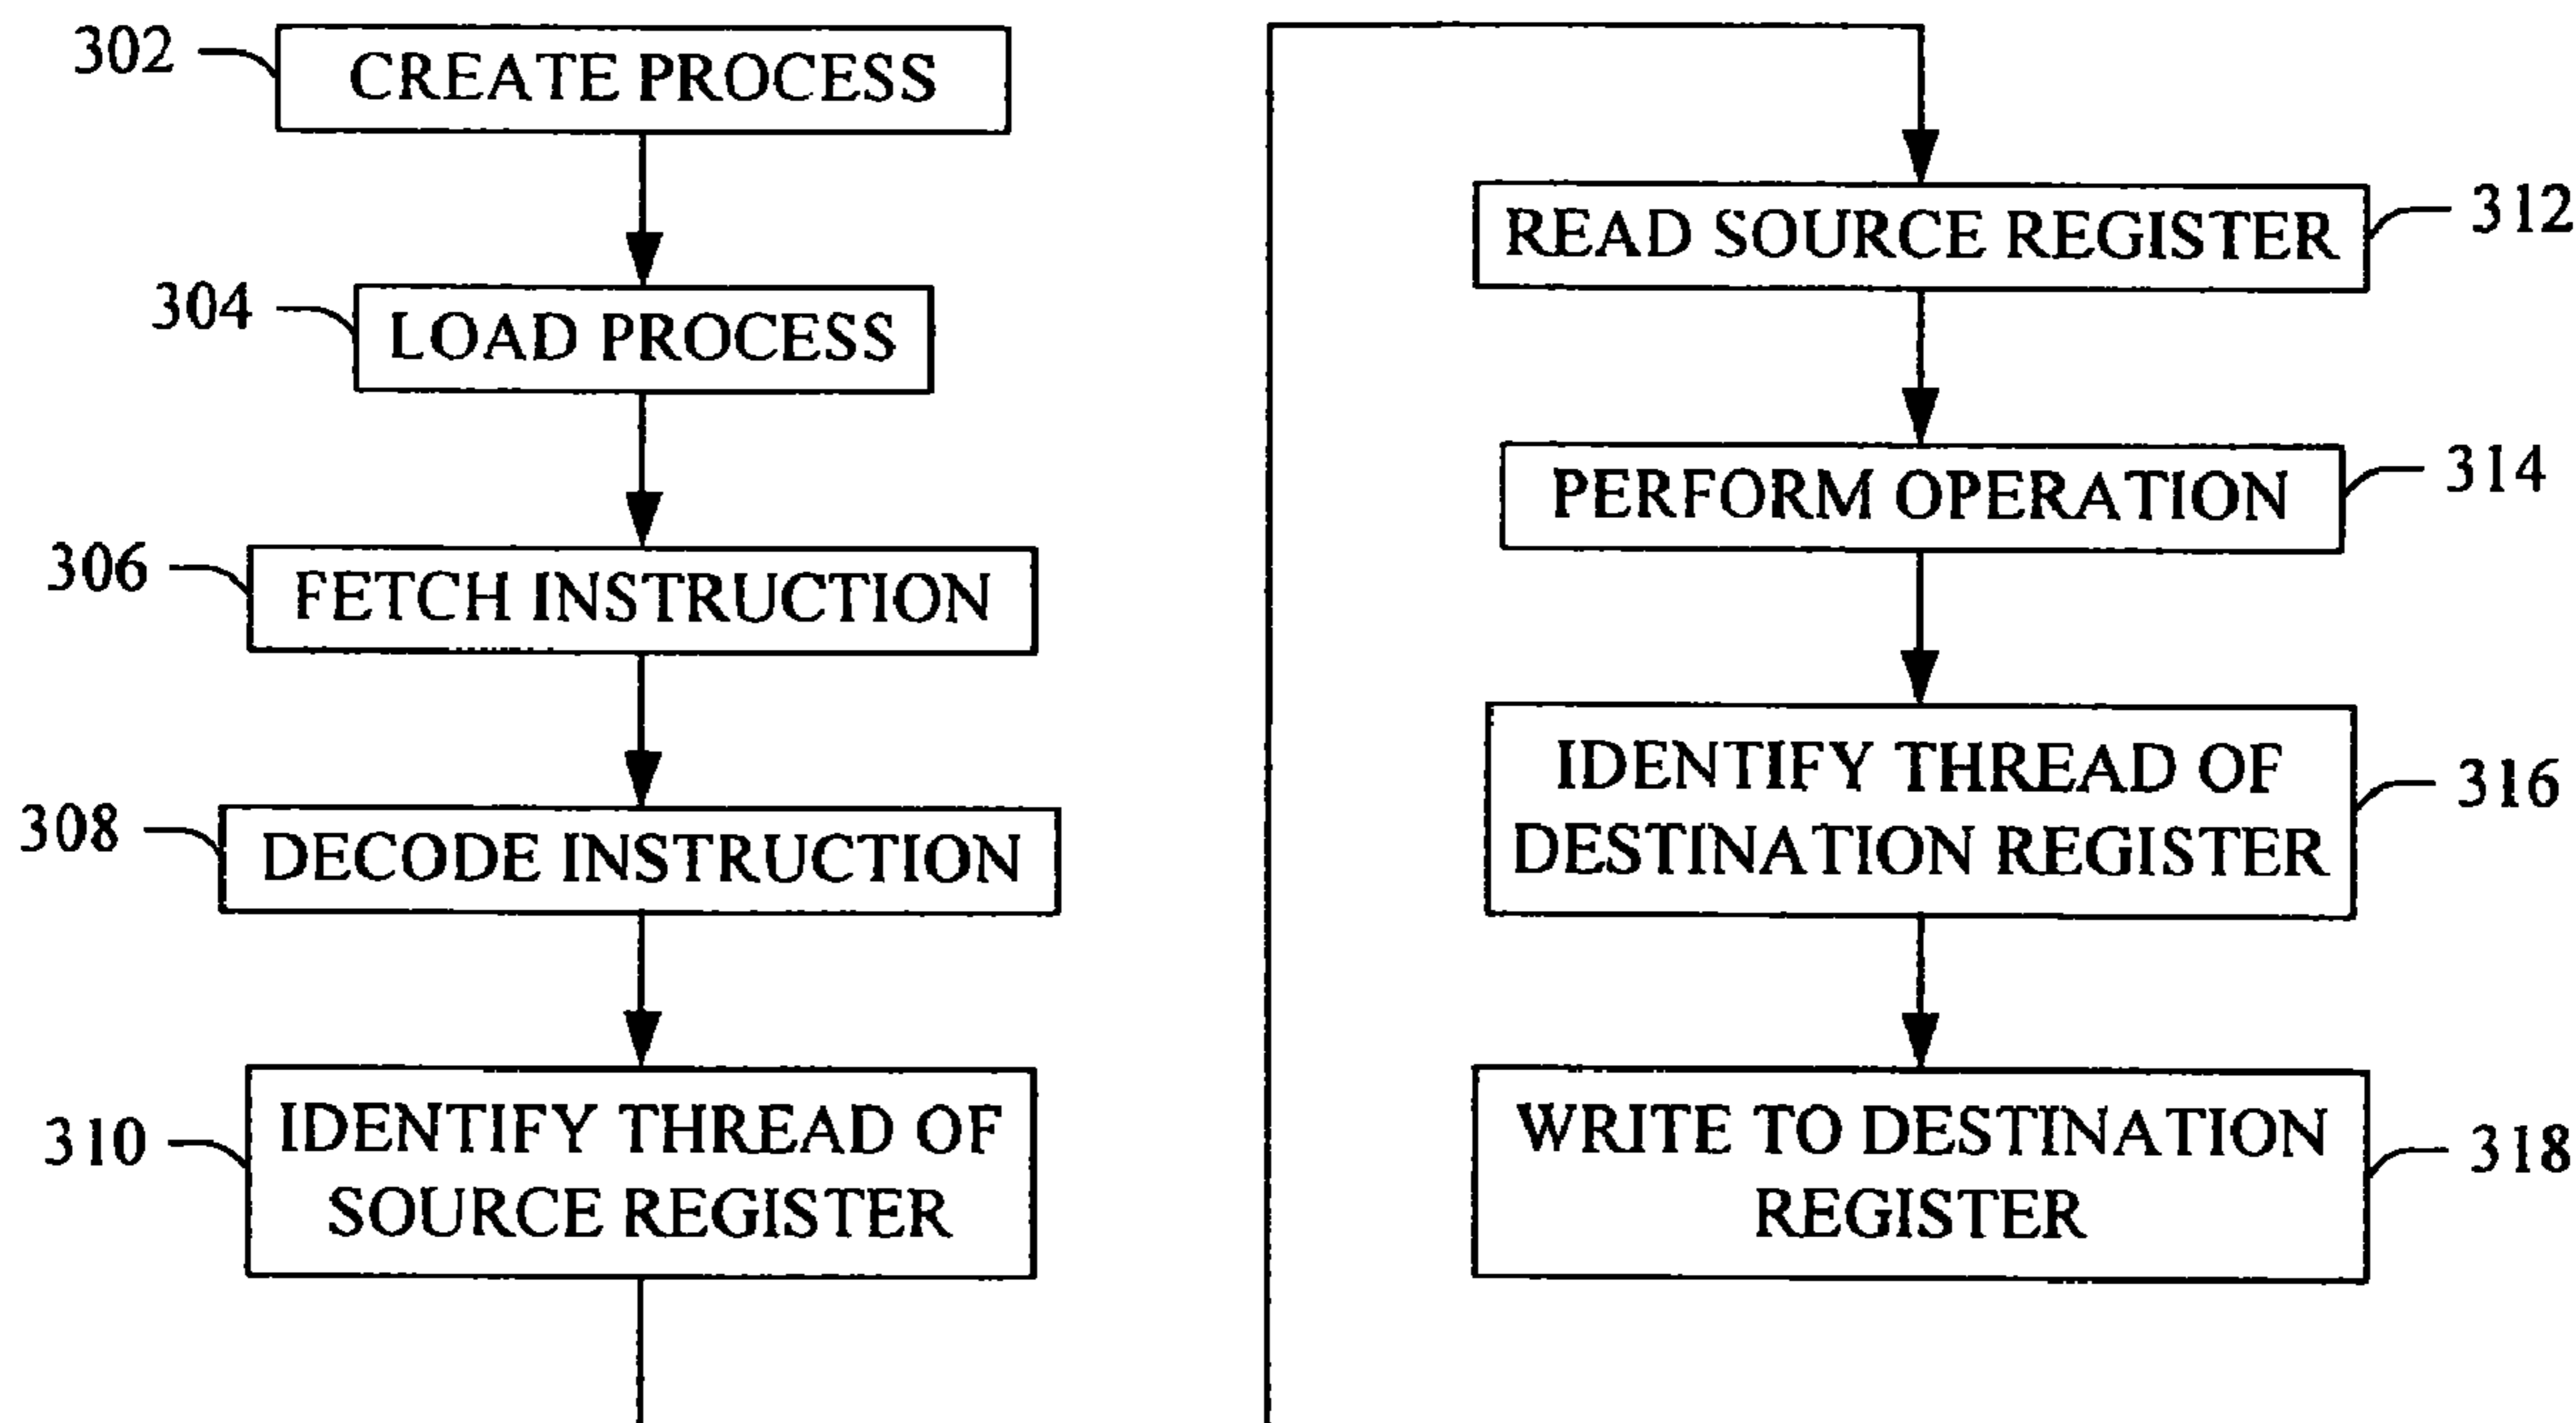 302
CREATE PROCESS
304
LOAD PROCESS
306
FETCH INSTRUCTION
308
DECODE INSTRUCTION
310
IDENTIFY THREAD OF
SOURCE REGISTER
READ SOURCE REGISTER
312
PERFORM OPERATION
314
IDENTIFY THREAD OF
DESTINATION REGISTER
316
WRITE TO DESTINATION
REGISTER
318